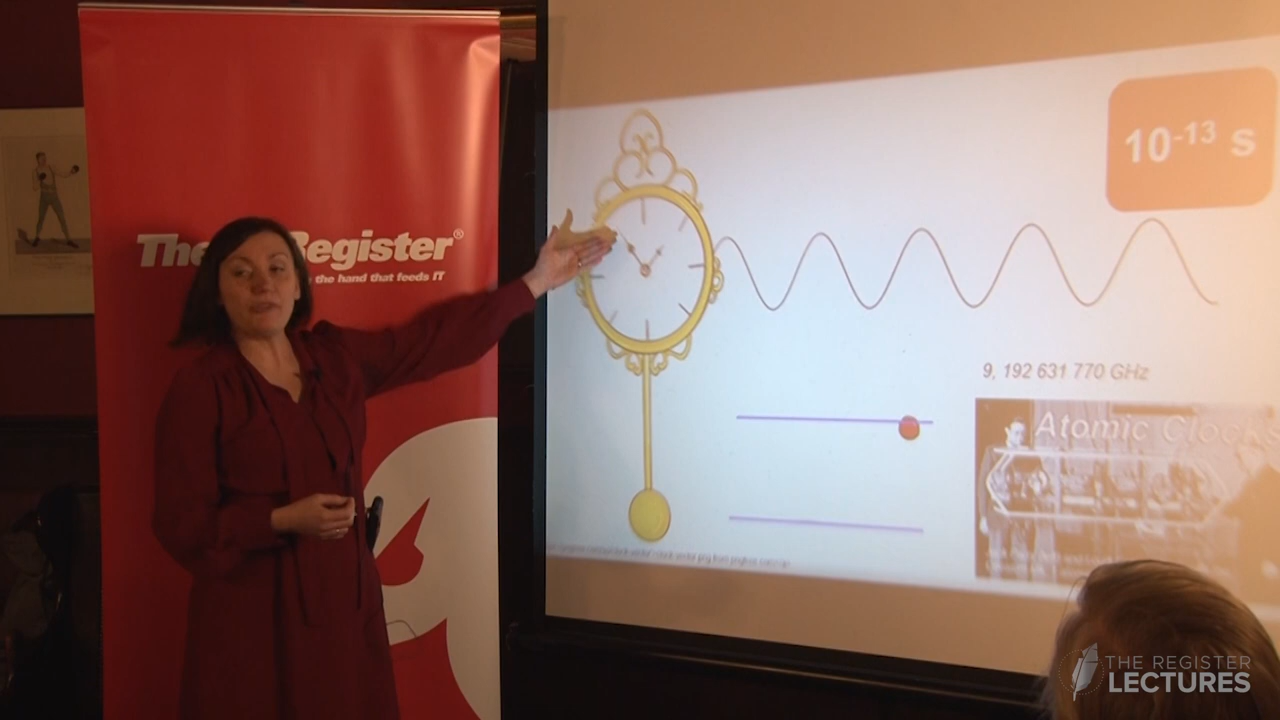 The Register®
the hand that feeds IT
10⁻¹³ s
9, 192 631 770 GHz
Atomic Clocks
THE REGISTER
LECTURES